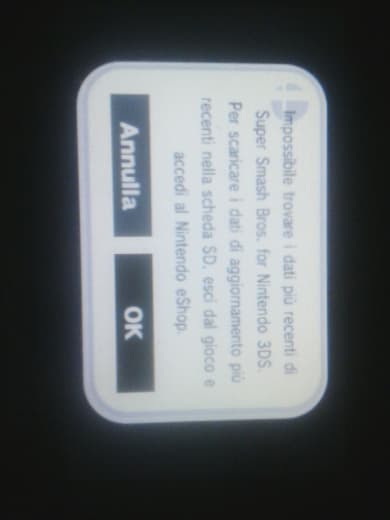 Impossibile trovare i dati più recenti di
Super Smash Bros. for Nintendo 3DS.
Per scaricare i dati di aggiornamento più
recenti nella scheda SD, esci dal gioco e
accedi al Nintendo eShop.
Annulla
OK